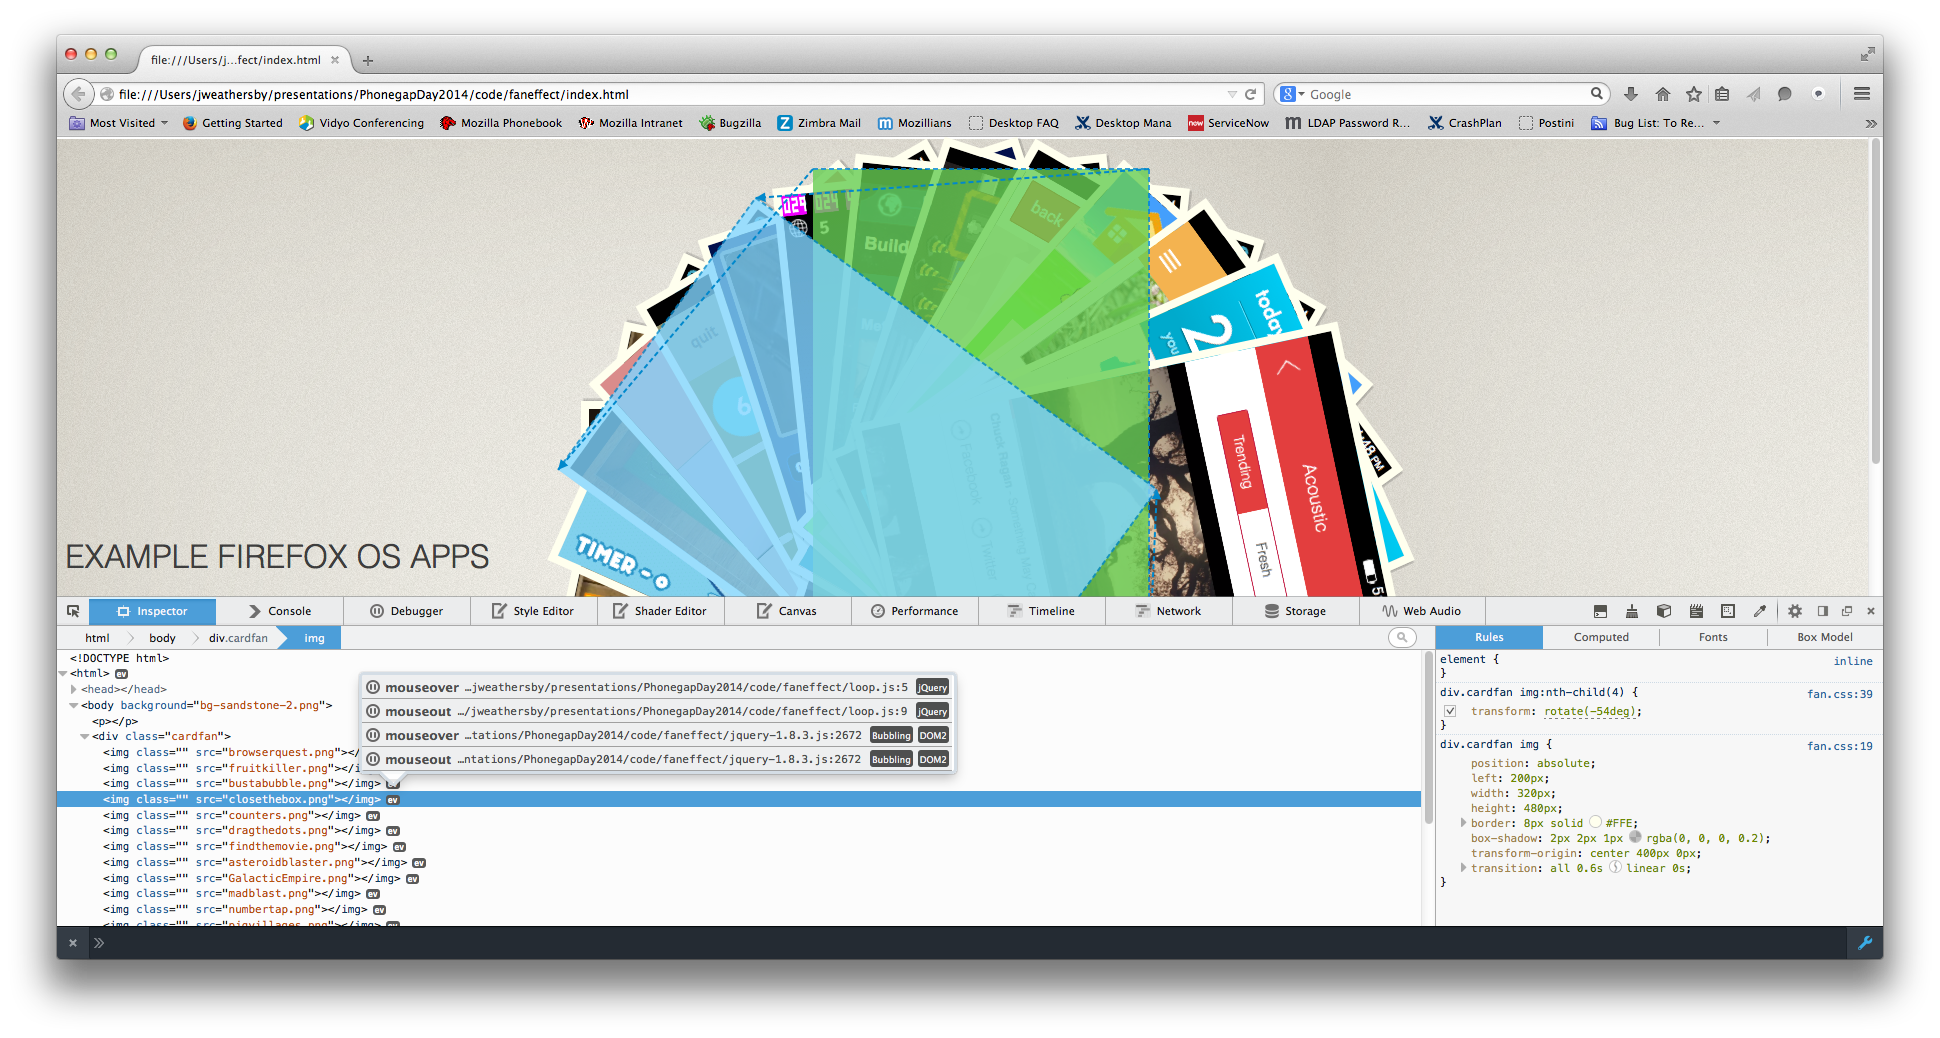 file:///Users/j...fect/index.html
file:///Users/jweathersby/presentations/PhonegapDay2014/code/faneffect/index.html
Google
Most Visited
Getting Started
Vidyo Conferencing
Mozilla Phonebook
Mozilla Intranet
Bugzilla
Zimbra Mail
Mozillians
Desktop FAQ
Desktop Mana
ServiceNow
LDAP Password R...
CrashPlan
Postini
Bug List: To Re...
024
5
Build
back
quit
6
today
2
you
Trending
Acoustic
Fresh
TIMER - 0
EXAMPLE FIREFOX OS APPS
Inspector
Console
Debugger
Style Editor
Shader Editor
Canvas
Performance
Timeline
Network
Storage
Web Audio
html
body
div.cardfan
img
Rules
Computed
Fonts
Box Model
<!DOCTYPE html>
<html> ev
<head></head>
<body background="bg-sandstone-2.png">
<p></p>
<div class="cardfan">
<img class="" src="browserquest.png"></i
<img class="" src="fruitkiller.png"></i
<img class="" src="bustabubble.png"></img> ev
<img class="" src="closethebox.png"></img> ev
<img class="" src="counters.png"></img> ev
<img class="" src="dragthedots.png"></img> ev
<img class="" src="findthemovie.png"></img> ev
<img class="" src="asteroidblaster.png"></img> ev
<img class="" src="GalacticEmpire.png"></img> ev
<img class="" src="madblast.png"></img> ev
<img class="" src="numbertap.png"></img> ev
<img class="" src="pigvillages.png"></img> ev
mouseover …jweathersby/presentations/PhonegapDay2014/code/faneffect/loop.js:5 jQuery
mouseout …/jweathersby/presentations/PhonegapDay2014/code/faneffect/loop.js:9 jQuery
mouseover …tations/PhonegapDay2014/code/faneffect/jquery-1.8.3.js:2672 Bubbling DOM2
mouseout …ntations/PhonegapDay2014/code/faneffect/jquery-1.8.3.js:2672 Bubbling DOM2
element { inline
}
div.cardfan img:nth-child(4) { fan.css:39
transform: rotate(-54deg);
}
div.cardfan img { fan.css:19
position: absolute;
left: 200px;
width: 320px;
height: 480px;
border: 8px solid #FFE;
box-shadow: 2px 2px 1px rgba(0, 0, 0, 0.2);
transform-origin: center 400px 0px;
transition: all 0.6s linear 0s;
}